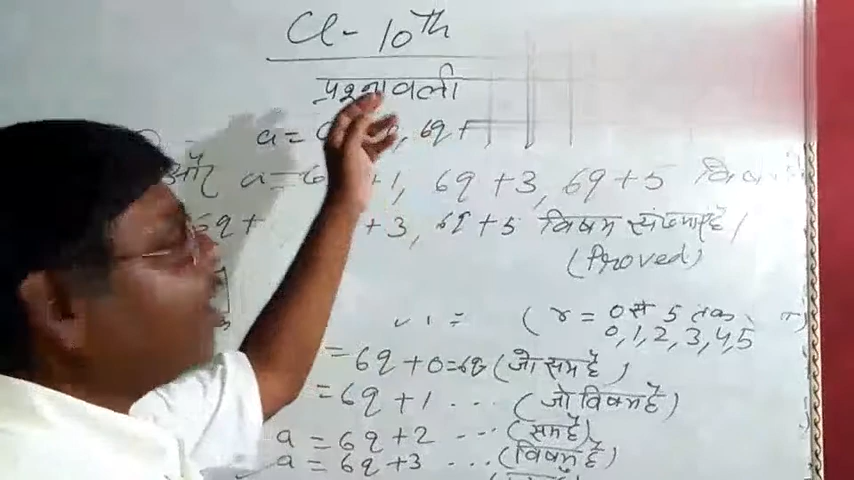 Cl- 10th
प्रश्नावली
a = 6q +
और a = 6 +1, 6q +3, 6q +5
6q + +3, 6q +5 विषम संख्याएँ हैं।
(Proved)
( r = 0 से 5 तक
0,1,2,3,4,5
= 6q +0=6q (जो सम है)
= 6q +1 ... (जो विषम है)
a = 6q +2 ... (सम है)
a = 6q +3 ... (विषम है)